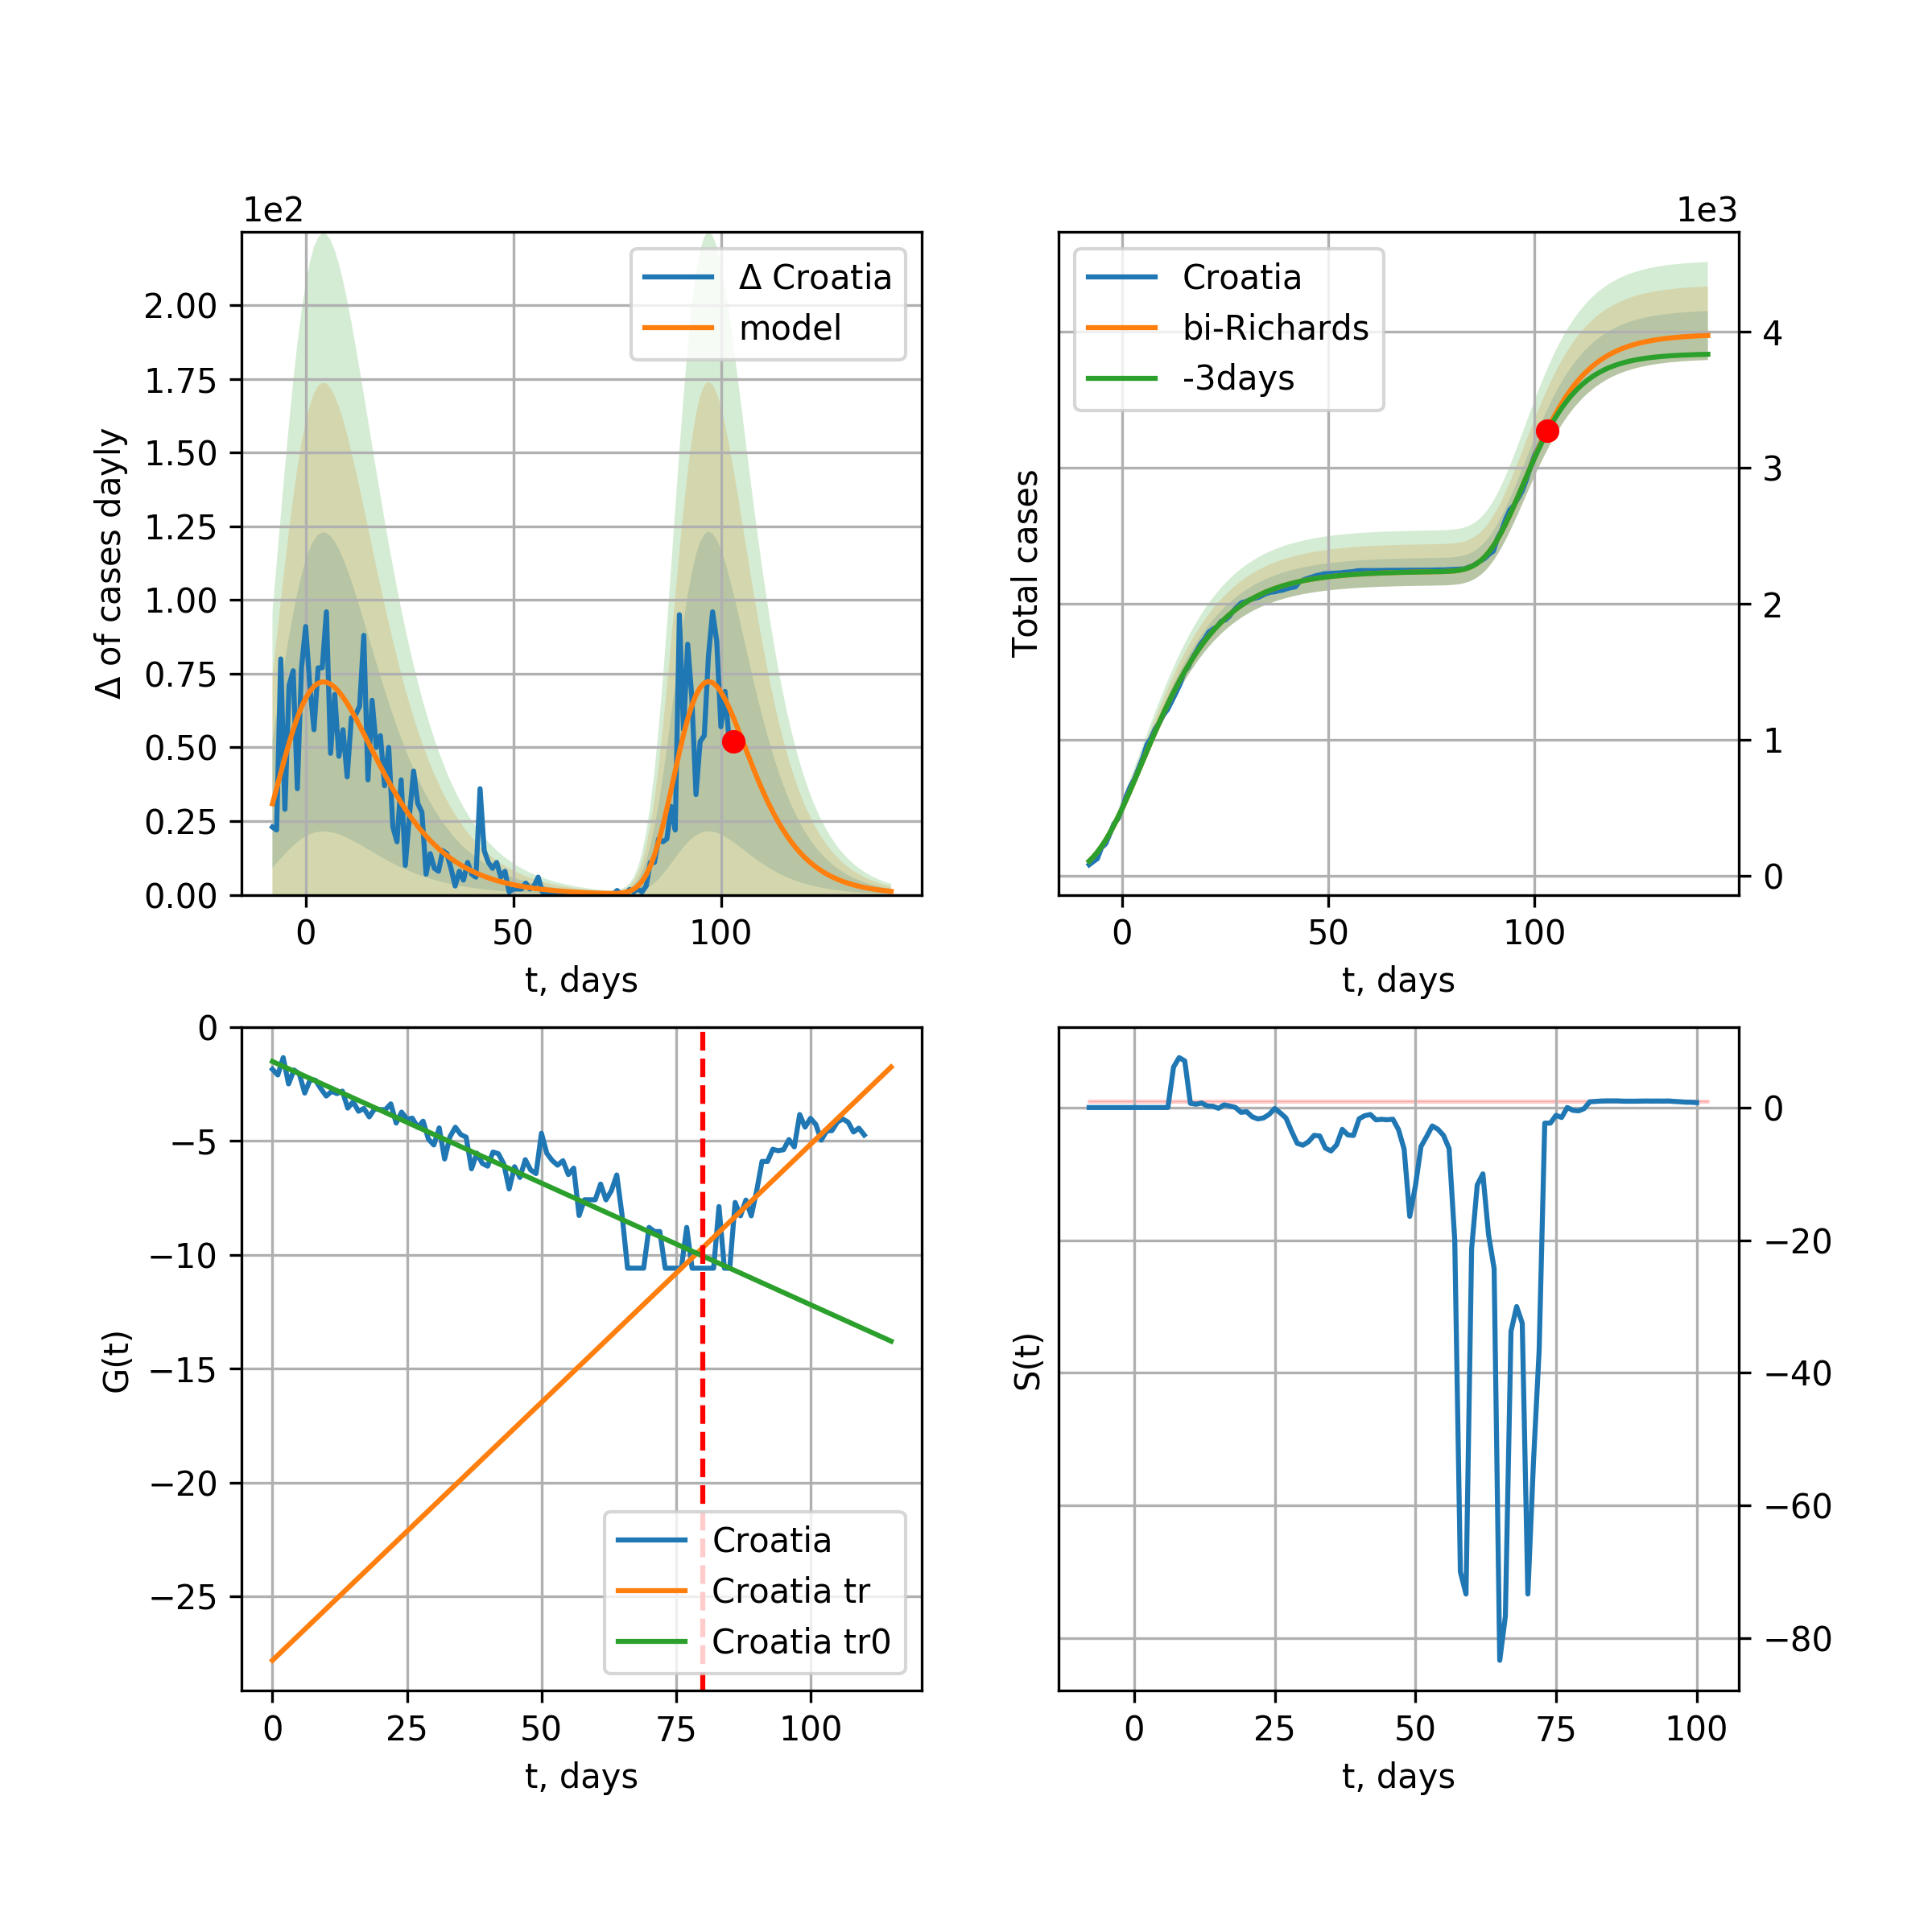 1e2
Δ Croatia
model
2.00
1.75
1.50
1.25
1.00
0.75
0.50
0.25
0.00
Δ of cases dayly
0
50
100
t, days
1e3
Croatia
bi-Richards
-3days
Total cases
4
3
2
1
0
0
50
100
t, days
0
−5
−10
−15
−20
−25
G(t)
Croatia
Croatia tr
Croatia tr0
0
25
50
75
100
t, days
S(t)
0
−20
−40
−60
−80
0
25
50
75
100
t, days